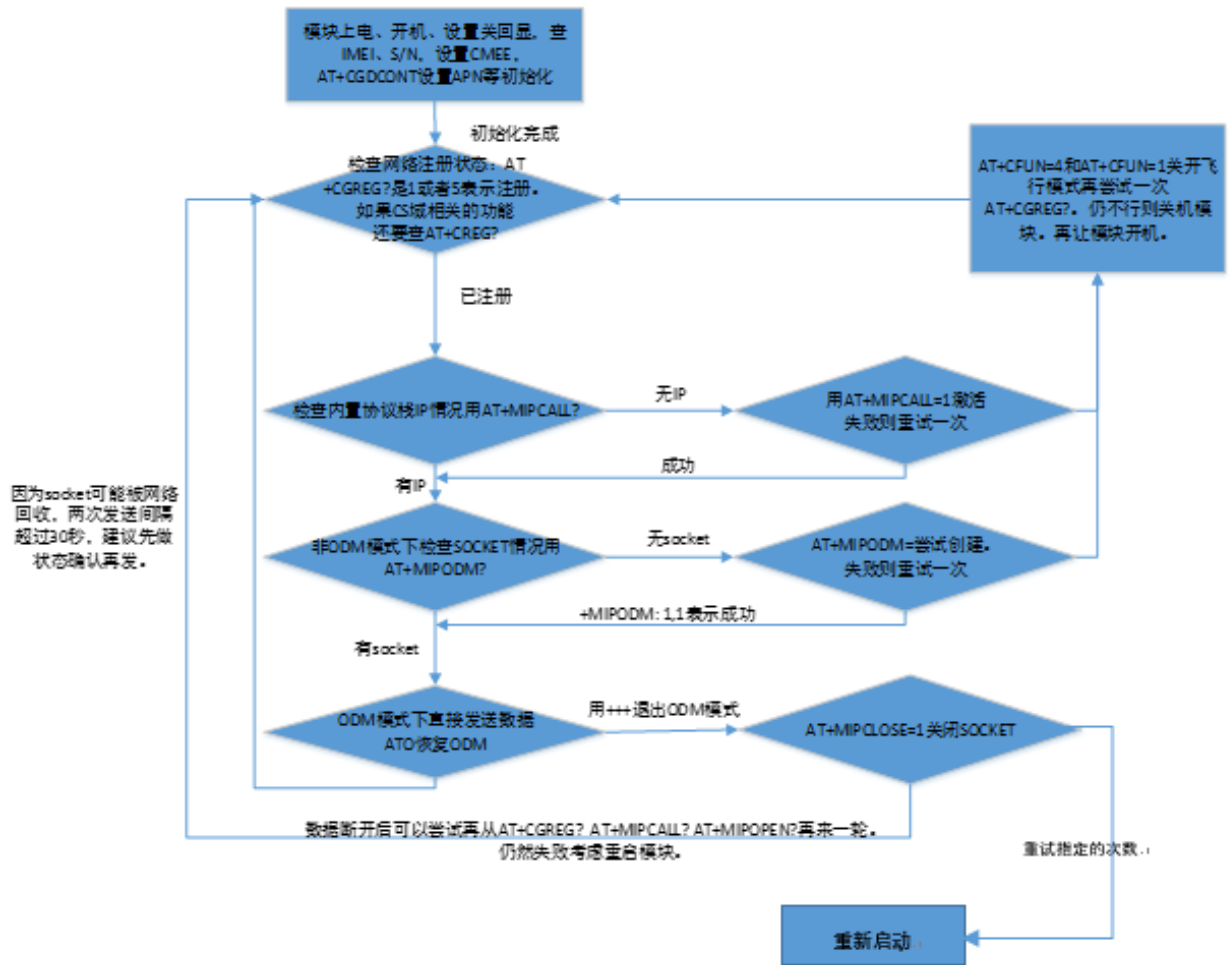 模块上电、开机、设置关回显，查
IMEI、S/N，设置CMEE，
AT+CGDCONT设置APN等初始化
初始化完成
检查网络注册状态：AT
+CGREG?是1或者5表示注册。
如果CS域相关的功能
还要查AT+CREG?
AT+CFUN=4和AT+CFUN=1关开飞
行模式再尝试一次
AT+CGREG?。仍不行则关机模
块。再让模块开机。
已注册
检查内置协议栈IP情况用AT+MIPCALL?
无IP
用AT+MIPCALL=1激活
失败则重试一次
成功
有IP
因为socket可能被网络
回收，两次发送间隔
超过30秒，建议先做
状态确认再发。
非ODM模式下检查SOCKET情况用
AT+MIPODM?
无socket
AT+MIPODM=尝试创建。
失败则重试一次
+MIPODM: 1,1表示成功
有socket
ODM模式下直接发送数据
ATO恢复ODM
用+++退出ODM模式
AT+MIPCLOSE=1关闭SOCKET
数据断开后可以尝试再从AT+CGREG? AT+MIPCALL? AT+MIPOPEN?再来一轮。
仍然失败考虑重启模块。
重试指定的次数
重新启动